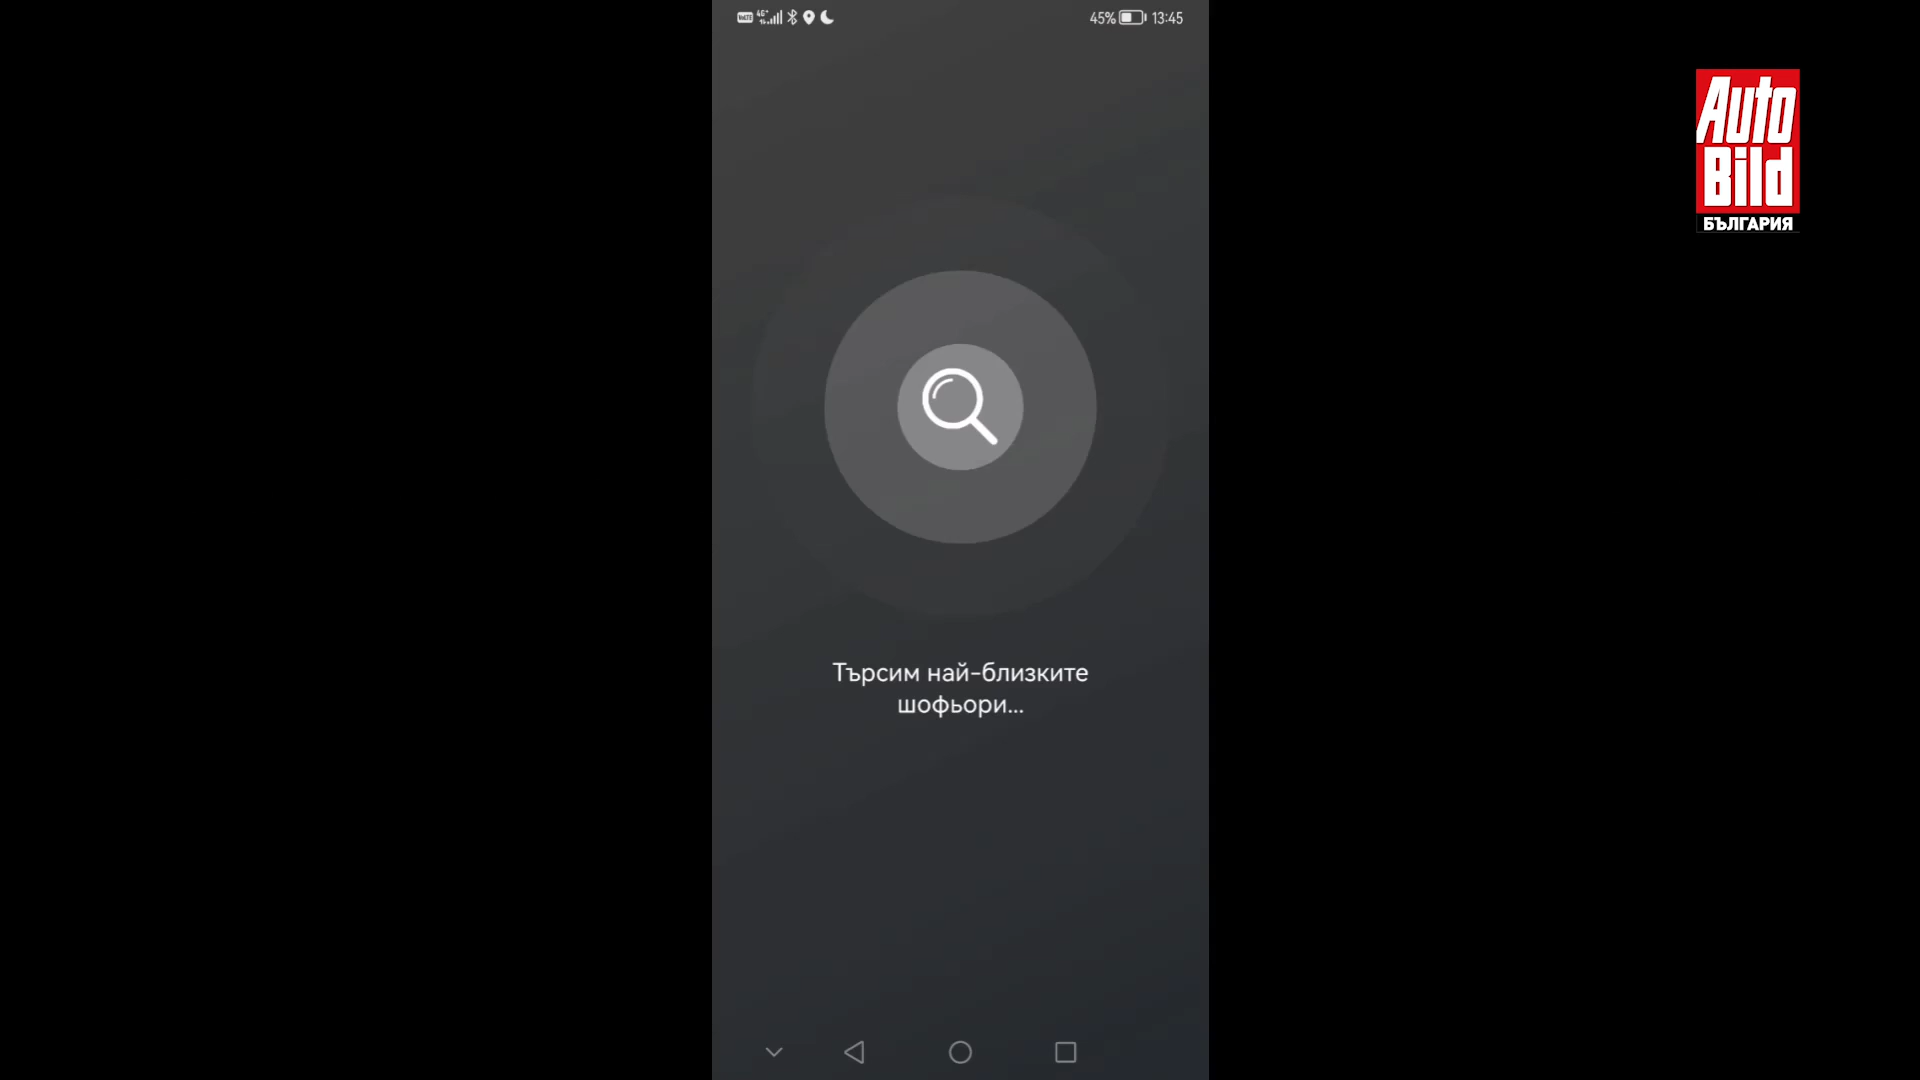 45% 13:45
Auto
Bild
БЪЛГАРИЯ
Търсим най-близките
шофьори...